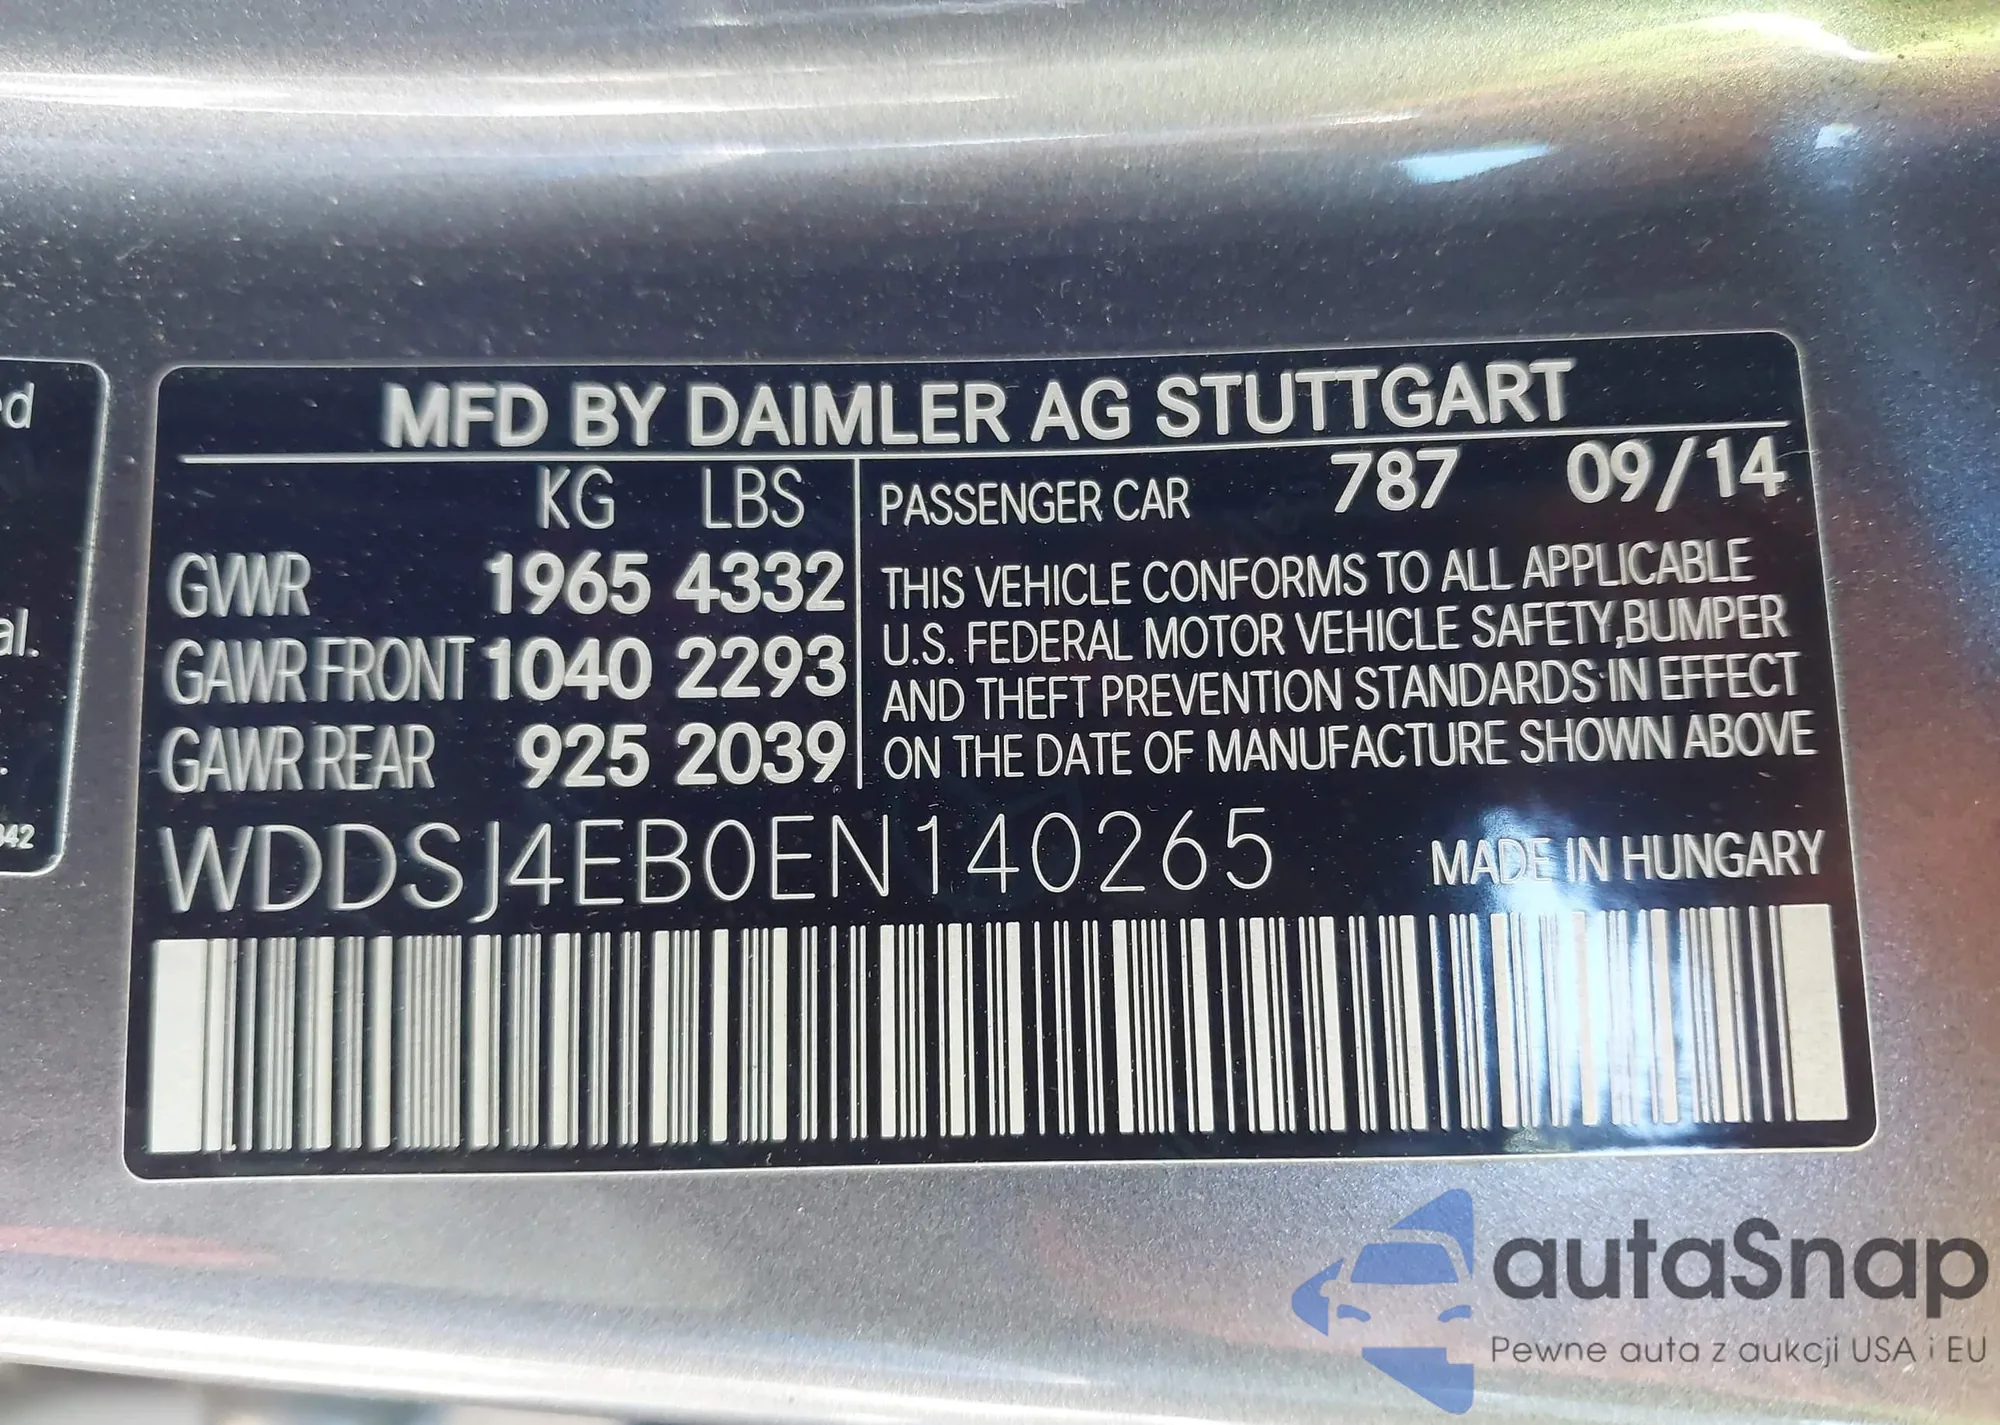 ed
al.
042
MFD BY DAIMLER AG STUTTGART
KG LBS
GVWR 1965 4332
GAWR FRONT 1040 2293
GAWR REAR 925 2039
PASSENGER CAR 787 09/14
THIS VEHICLE CONFORMS TO ALL APPLICABLE
U.S. FEDERAL MOTOR VEHICLE SAFETY,BUMPER
AND THEFT PREVENTION STANDARDS IN EFFECT
ON THE DATE OF MANUFACTURE SHOWN ABOVE
WDDSJ4EB0EN140265
MADE IN HUNGARY
autaSnap
Pewne auta z aukcji USA i EU